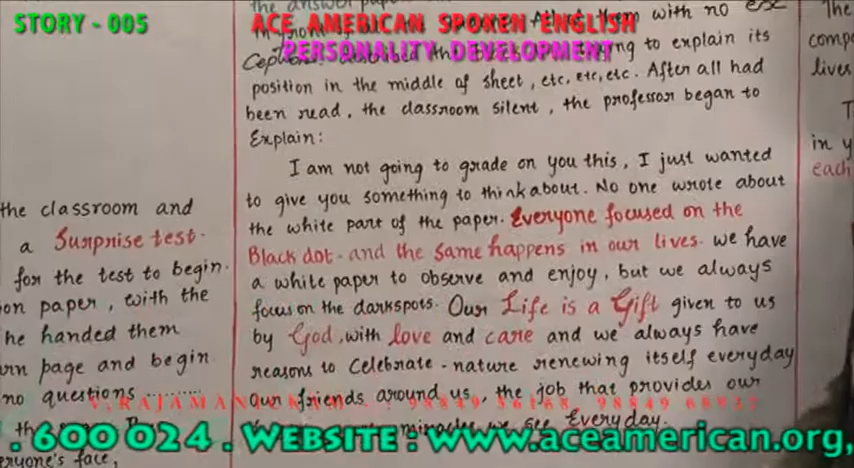 STORY - 005
ACE AMERICAN SPOKEN ENGLISH
PERSONALITY DEVELOPMENT
the classroom and
a Surprise test.
for the test to begin.
on paper, with the
he handed them
page and begin
no questions .........
eryone's face,
the answer
with no exc
to explain its
position in the middle of sheet, etc, etc, etc. After all had
been read, the classroom silent, the professor began to
Explain:
I am not going to grade on you this, I just wanted
to give you something to think about. No one wrote about
the white part of the paper. Everyone focused on the
Black dot - and the same happens in our lives. we have
a white paper to observe and enjoy, but we always
focus on the darkspots. Our Life is a Gift given to us
by God, with love and care and we always have
reasons to Celebrate - nature renewing itself everyday
Our friends around us, the job that provides our
miracles we see Everyday.
The
lives
in y
each
V. RAJAMANICKAM
. 600 024 . WEBSITE : www.aceamerican.org,